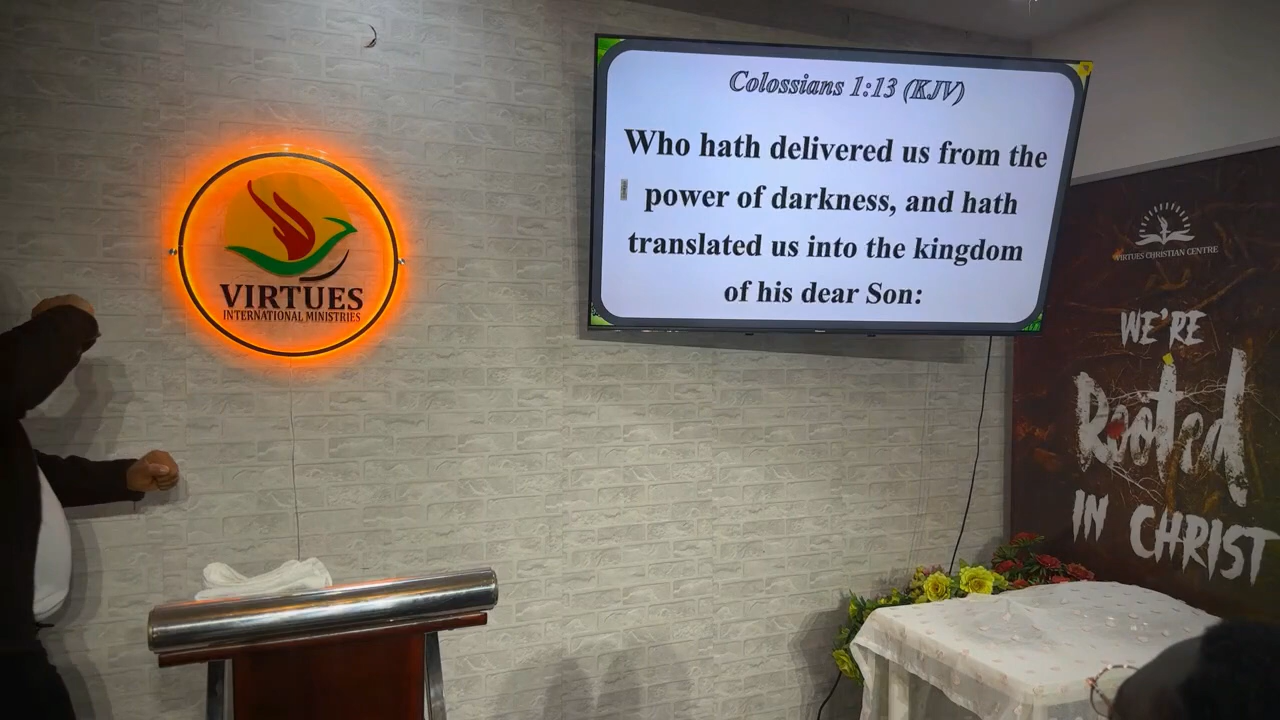 VIRTUES
INTERNATIONAL MINISTRIES
Colossians 1:13 (KJV)
Who hath delivered us from the
power of darkness, and hath
translated us into the kingdom
of his dear Son:
VIRTUES CHRISTIAN CENTRE
WE'RE
Rooted
IN CHRIST